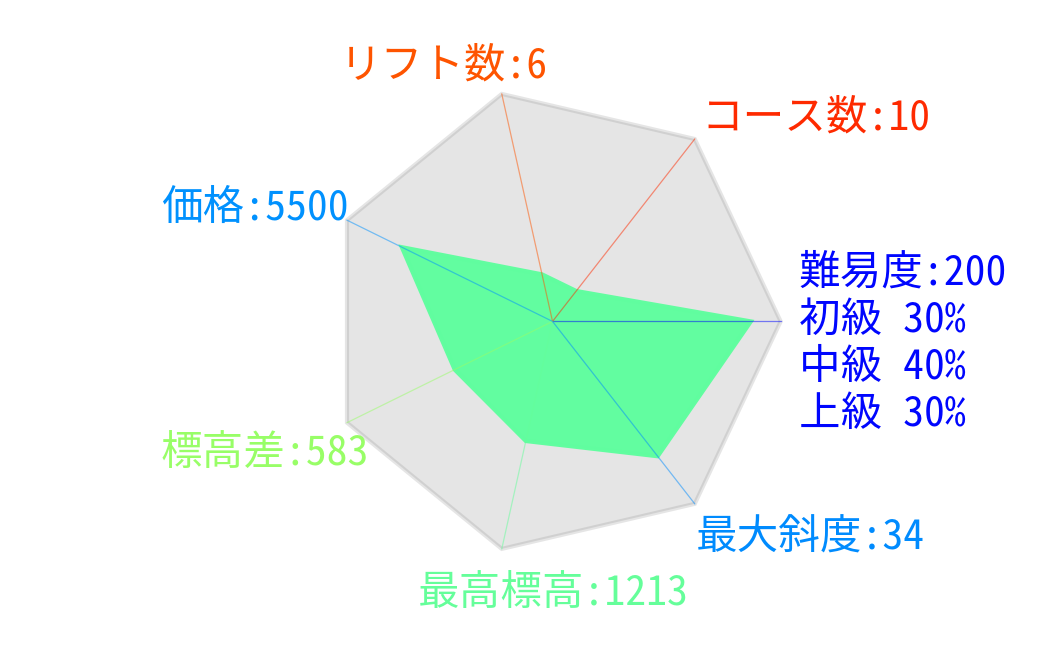 リフト数:6
コース数:10
価格:5500
難易度:200
初級 30%
中級 40%
上級 30%
標高差:583
最大斜度:34
最高標高:1213